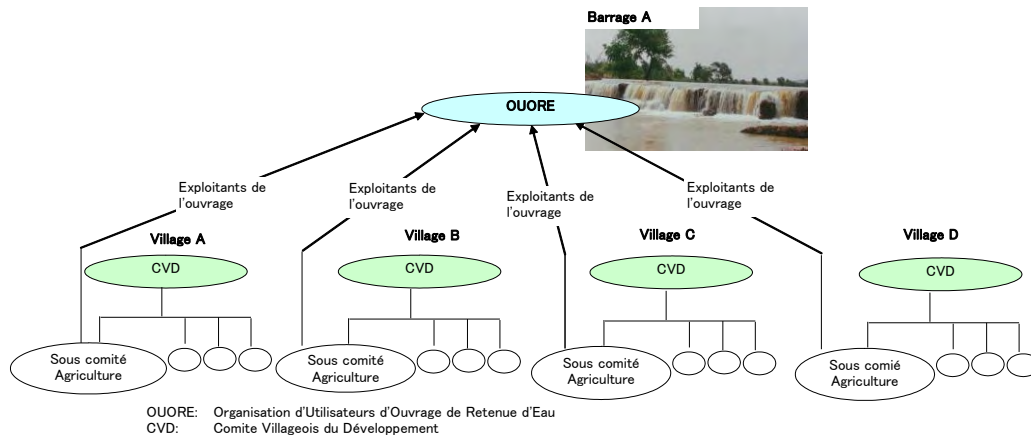 Barrage A
OUORE
Exploitants de
l'ouvrage
Exploitants de
l'ouvrage
Exploitants de
l'ouvrage
Exploitants de
l'ouvrage
Village A
Village B
Village C
Village D
CVD
CVD
CVD
CVD
Sous comité
Agriculture
Sous comité
Agriculture
Sous comité
Agriculture
Sous comié
Agriculture
OUORE: Organisation d'Utilisateurs d'Ouvrage de Retenue d'Eau
CVD: Comite Villageois du Développement